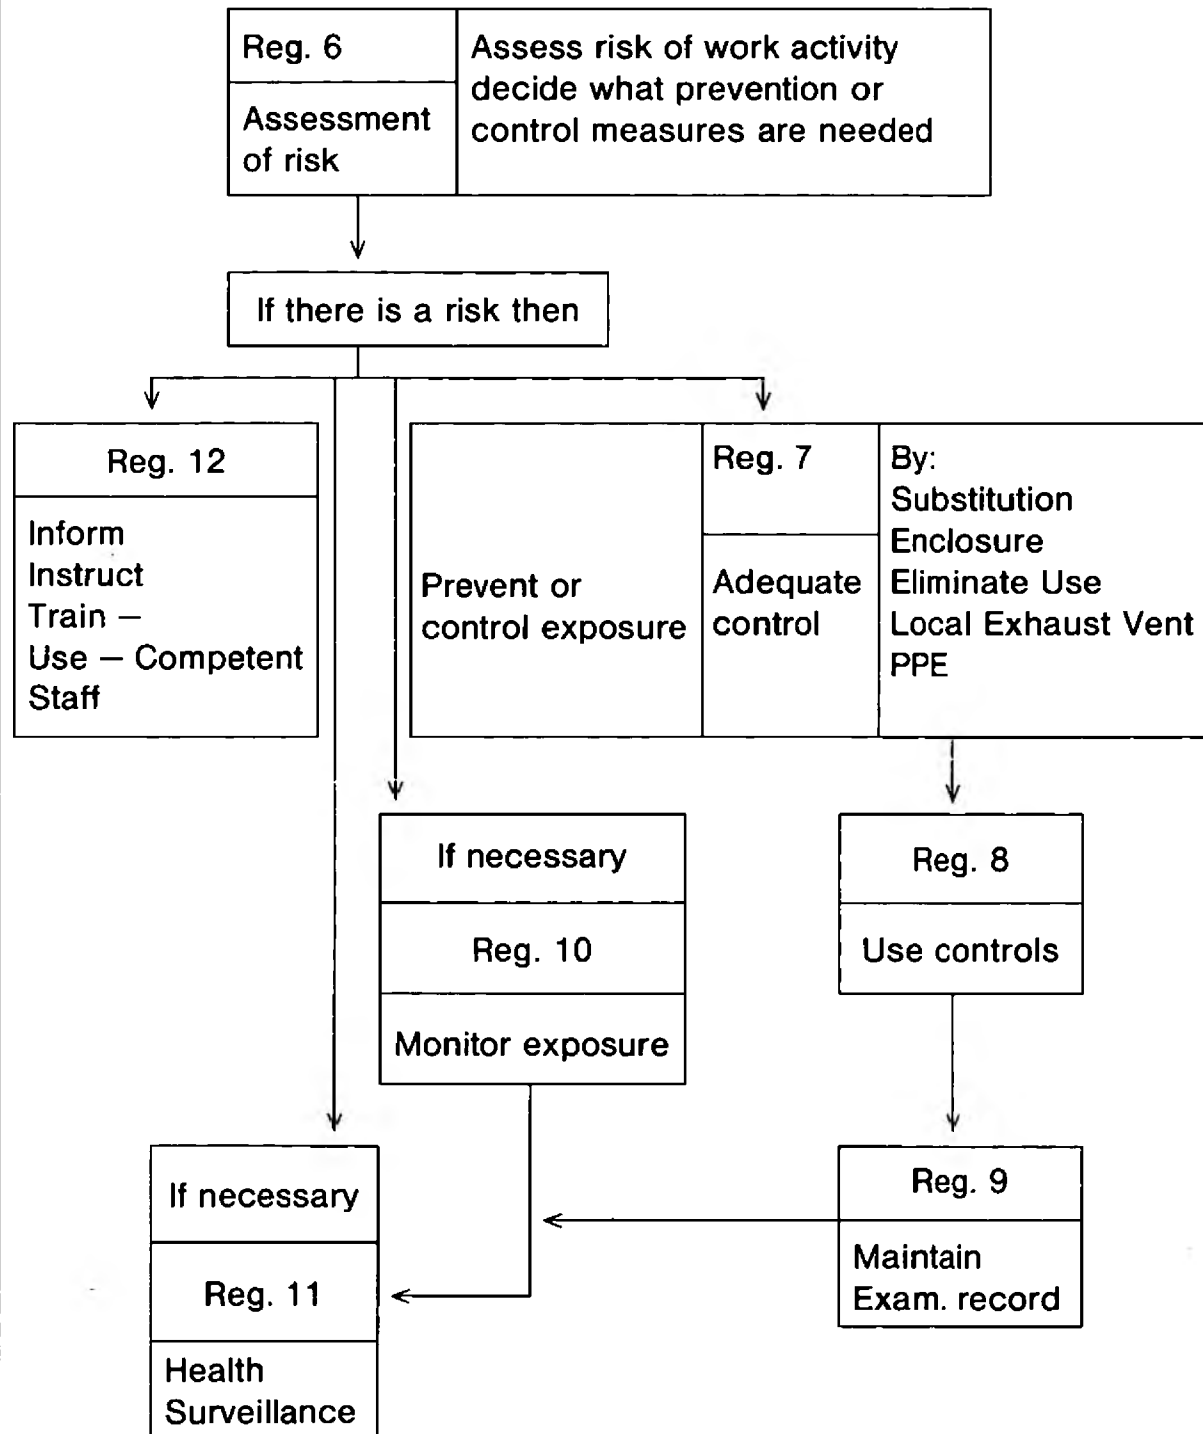 Reg. 6
Assessment
of risk
Assess risk of work activity
decide what prevention or
control measures are needed
If there is a risk then
Reg. 12
Inform
Instruct
Train –
Use – Competent
Staff
Prevent or
control exposure
Reg. 7
Adequate
control
By:
Substitution
Enclosure
Eliminate Use
Local Exhaust Vent
PPE
If necessary
Reg. 10
Monitor exposure
Reg. 8
Use controls
Reg. 9
Maintain
Exam. record
If necessary
Reg. 11
Health
Surveillance